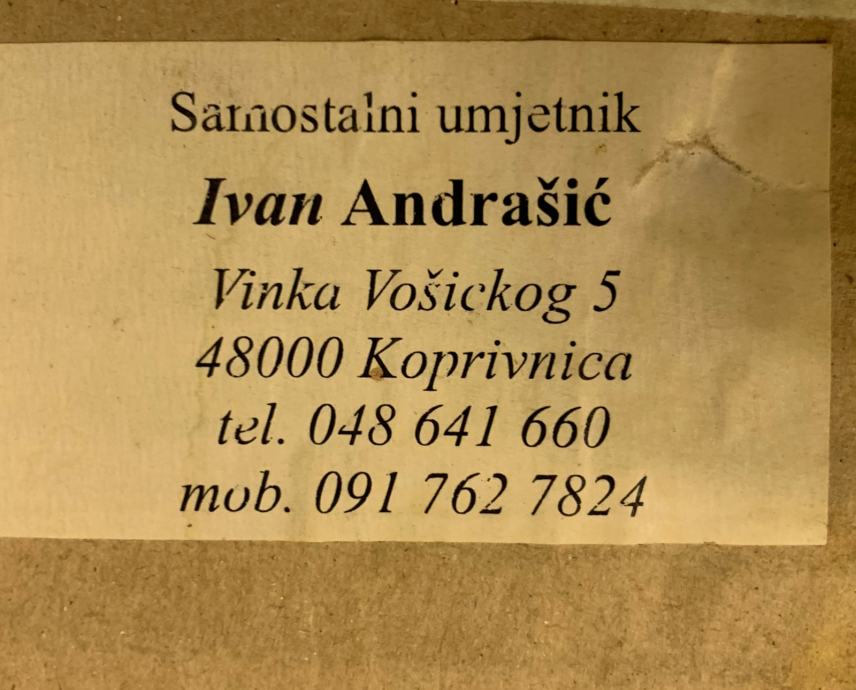 Samostalni umjetnik
Ivan Andrašić
Vinka Vošickog 5
48000 Koprivnica
tel. 048 641 660
mob. 091 762 7824